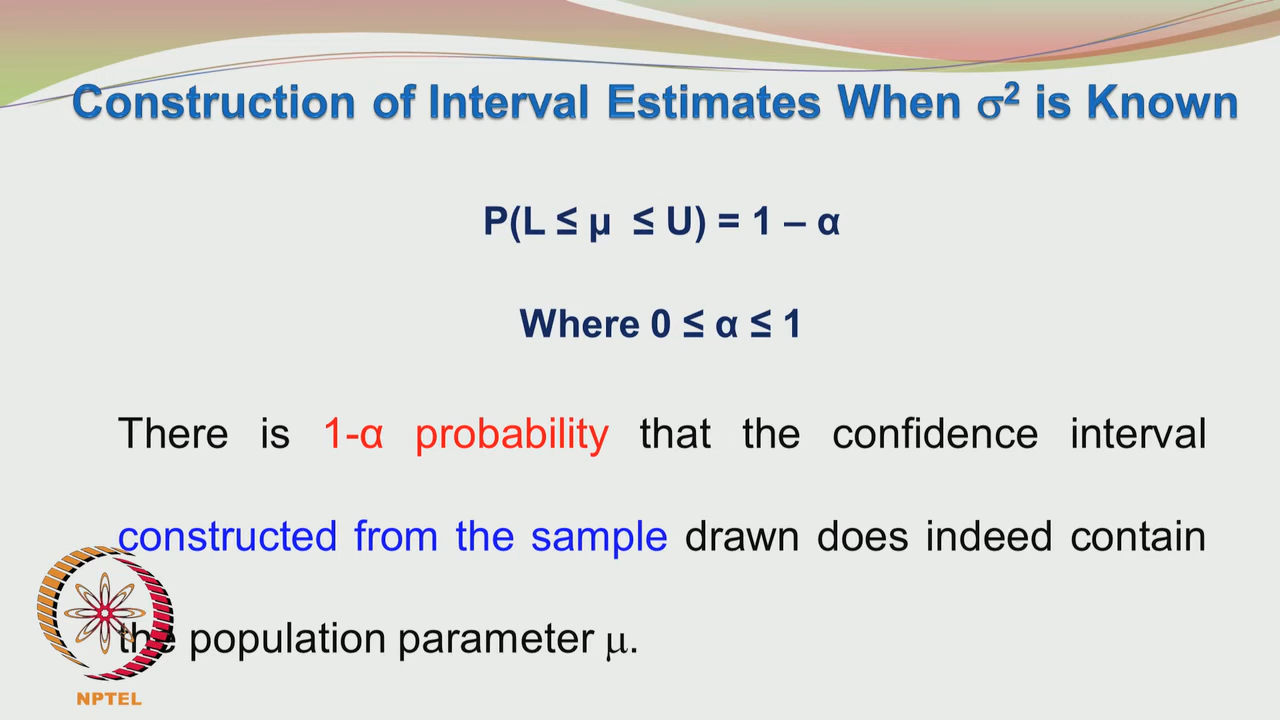 Construction of Interval Estimates When σ² is Known
P(L ≤ μ ≤ U) = 1 – α
Where 0 ≤ α ≤ 1
There is 1-α probability that the confidence interval
constructed from the sample drawn does indeed contain
the population parameter μ.
NPTEL